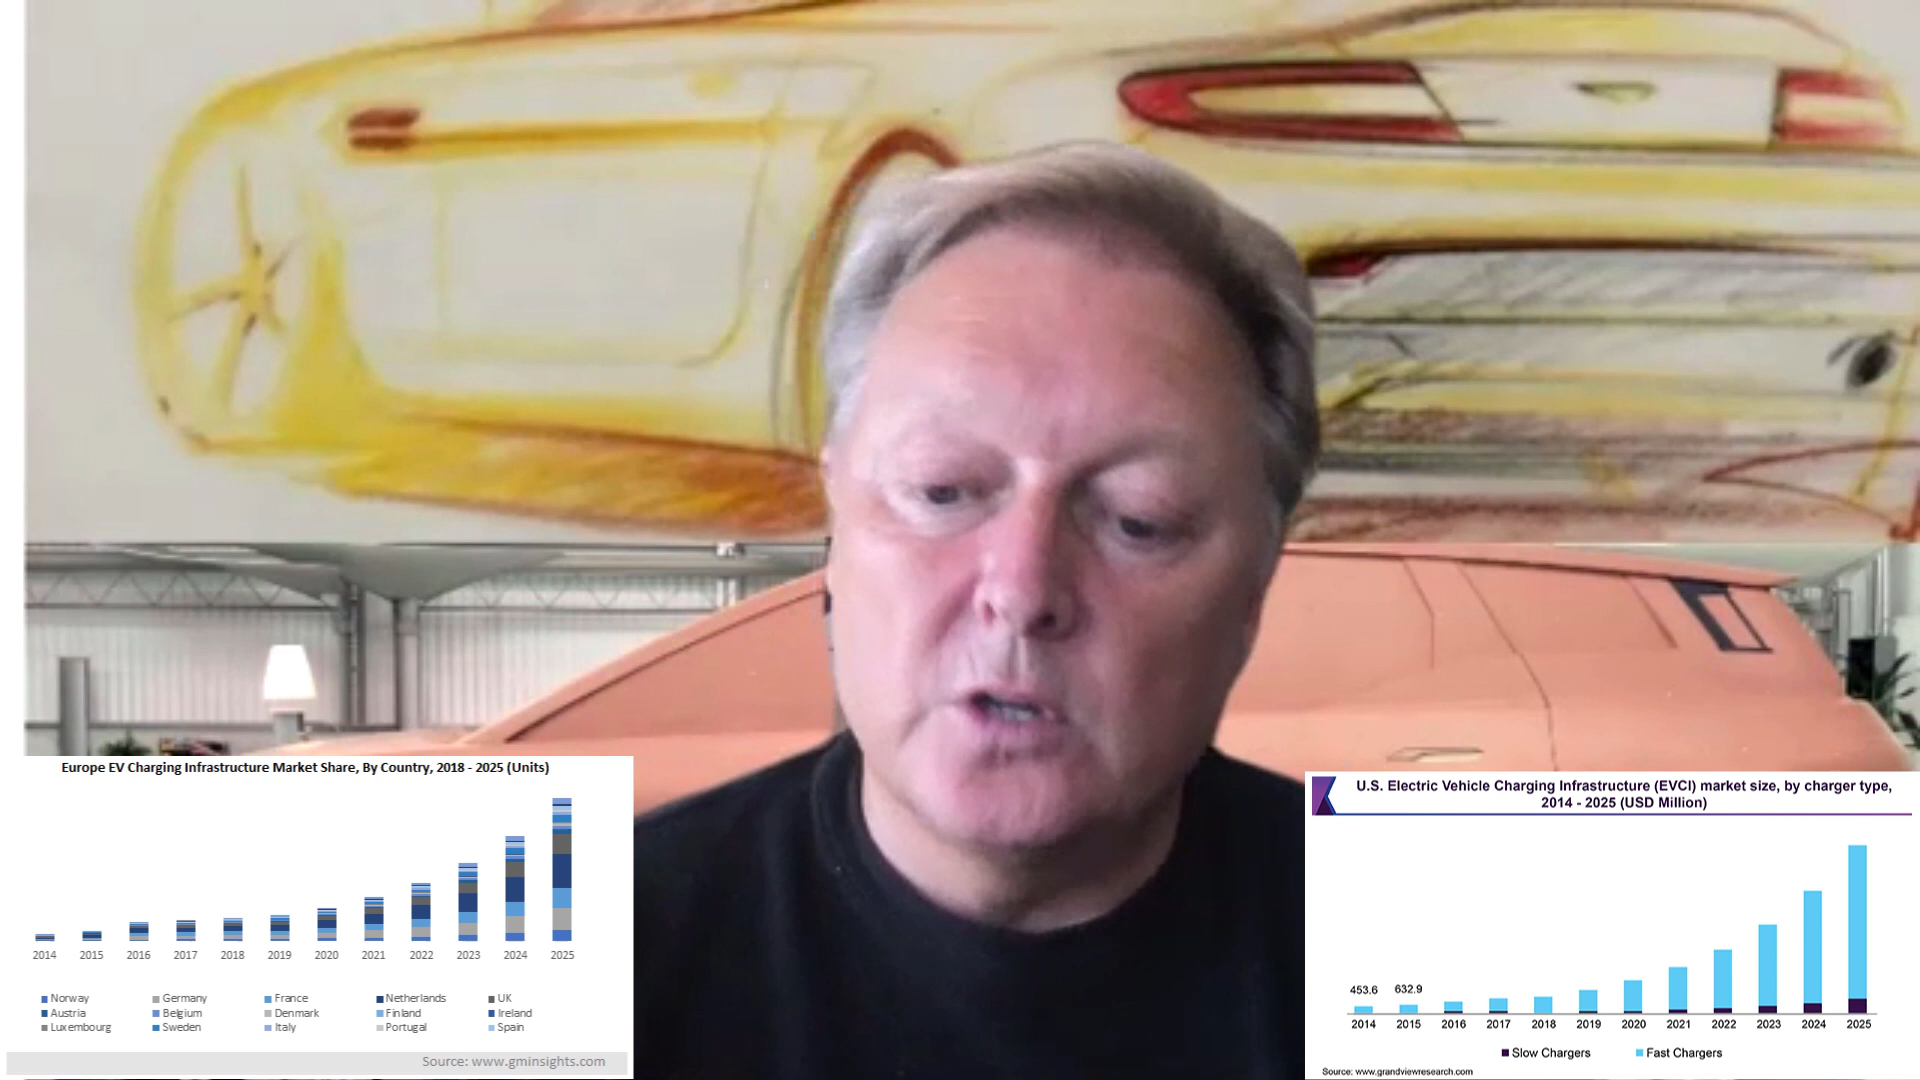 Europe EV Charging Infrastructure Market Share, By Country, 2018 - 2025 (Units)
2014 2015 2016 2017 2018 2019 2020 2021 2022 2023 2024 2025
Norway Germany France Netherlands UK
Austria Belgium Denmark Finland Ireland
Luxembourg Sweden Italy Portugal Spain
Source: www.gminsights.com
U.S. Electric Vehicle Charging Infrastructure (EVCI) market size, by charger type,
2014 - 2025 (USD Million)
453.6 632.9
2014 2015 2016 2017 2018 2019 2020 2021 2022 2023 2024 2025
Slow Chargers Fast Chargers
Source: www.grandviewresearch.com